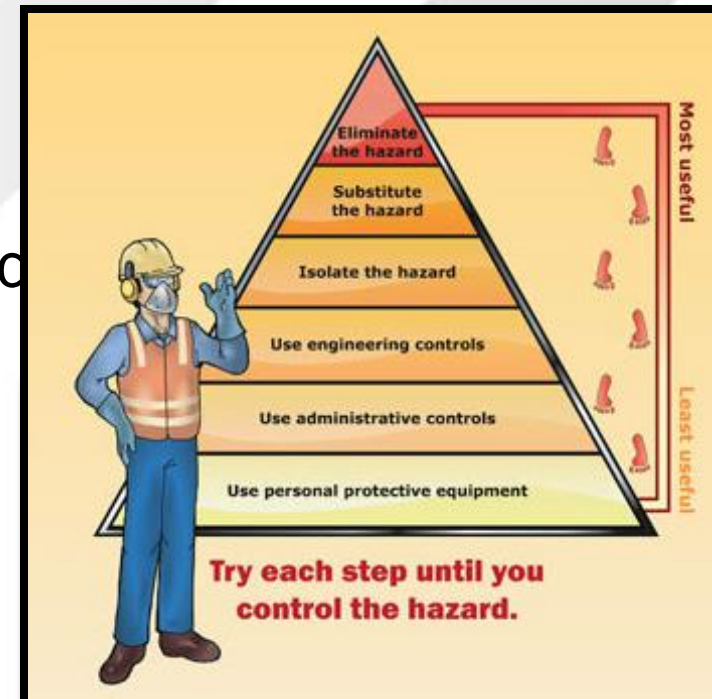 Eliminate
the hazard
Substitute
the hazard
Isolate the hazard
Use engineering controls
Use administrative controls
Use personal protective equipment
Most useful
Least useful
Try each step until you
control the hazard.